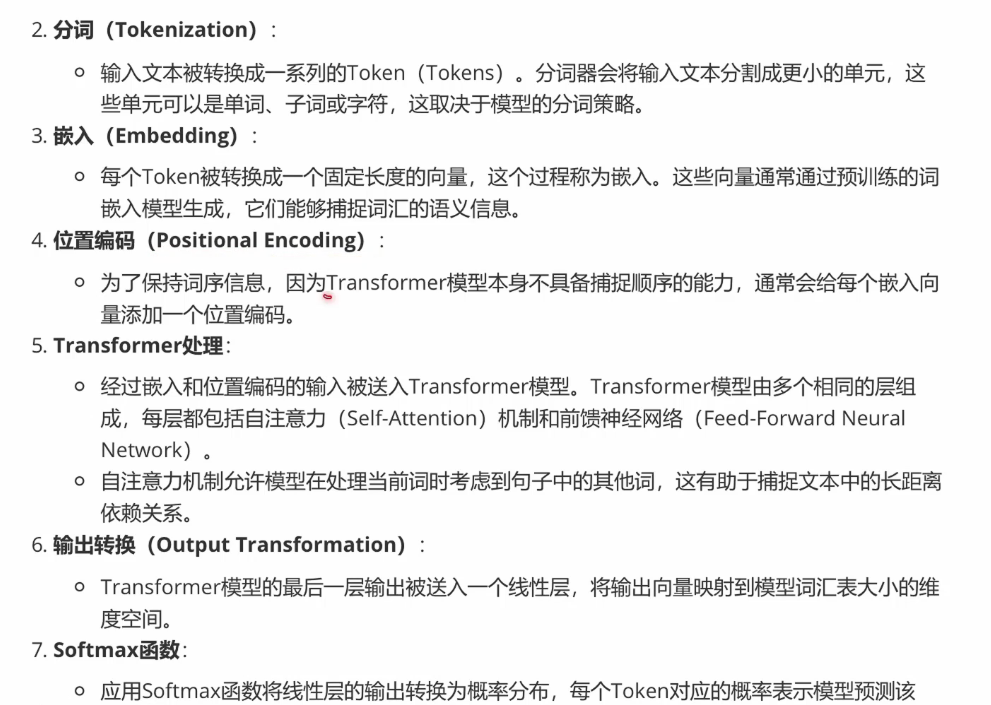 2. 分词（Tokenization）：
输入文本被转换成一系列的Token（Tokens）。分词器会将输入文本分割成更小的单元，这
些单元可以是单词、子词或字符，这取决于模型的分词策略。
3. 嵌入（Embedding）：
每个Token被转换成一个固定长度的向量，这个过程称为嵌入。这些向量通常通过预训练的词
嵌入模型生成，它们能够捕捉词汇的语义信息。
4. 位置编码（Positional Encoding）：
为了保持词序信息，因为Transformer模型本身不具备捕捉顺序的能力，通常会给每个嵌入向
量添加一个位置编码。
5. Transformer处理：
经过嵌入和位置编码的输入被送入Transformer模型。Transformer模型由多个相同的层组
成，每层都包括自注意力（Self-Attention）机制和前馈神经网络（Feed-Forward Neural
Network）。
自注意力机制允许模型在处理当前词时考虑到句子中的其他词，这有助于捕捉文本中的长距离
依赖关系。
6. 输出转换（Output Transformation）：
Transformer模型的最后一层输出被送入一个线性层，将输出向量映射到模型词汇表大小的维
度空间。
7. Softmax函数：
应用Softmax函数将线性层的输出转换为概率分布，每个Token对应的概率表示模型预测该